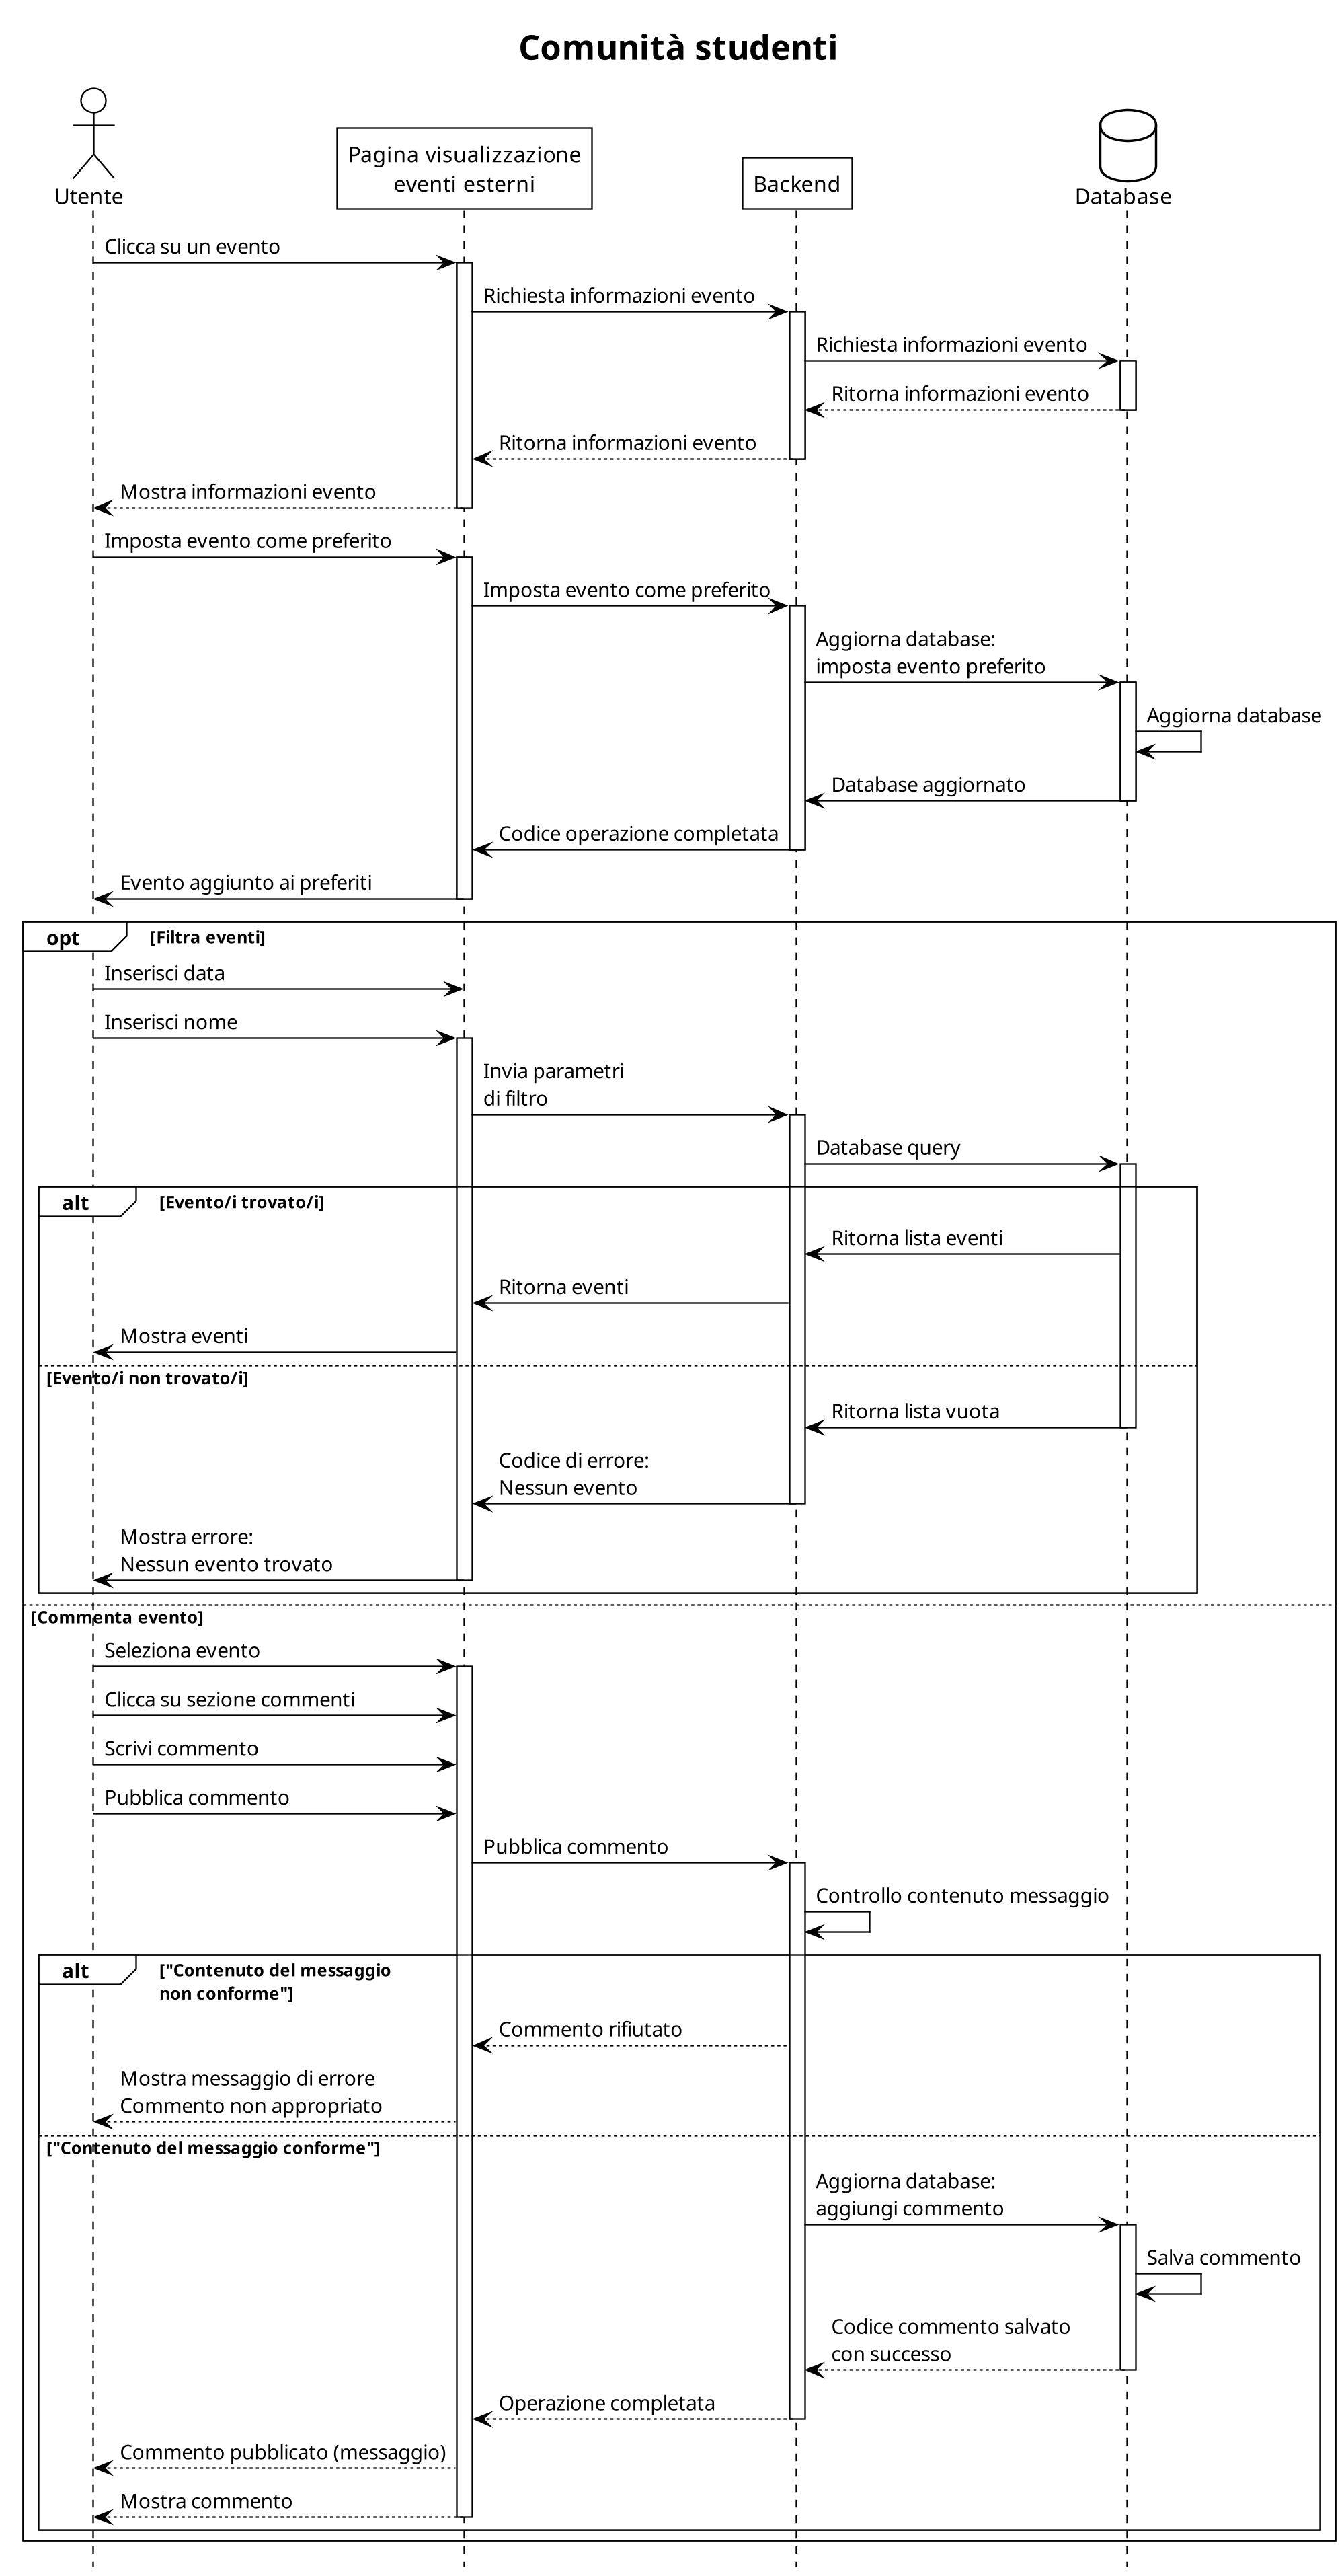 Comunità studenti
Utente
Pagina visualizzazione
eventi esterni
Backend
Database
Clicca su un evento
Richiesta informazioni evento
Richiesta informazioni evento
Ritorna informazioni evento
Ritorna informazioni evento
Mostra informazioni evento
Imposta evento come preferito
Imposta evento come preferito
Aggiorna database:
imposta evento preferito
Aggiorna database
Database aggiornato
Codice operazione completata
Evento aggiunto ai preferiti
opt [Filtra eventi]
Inserisci data
Inserisci nome
Invia parametri
di filtro
Database query
alt [Evento/i trovato/i]
Ritorna lista eventi
Ritorna eventi
Mostra eventi
[Evento/i non trovato/i]
Ritorna lista vuota
Codice di errore:
Nessun evento
Mostra errore:
Nessun evento trovato
[Commenta evento]
Seleziona evento
Clicca su sezione commenti
Scrivi commento
Pubblica commento
Pubblica commento
Controllo contenuto messaggio
alt ["Contenuto del messaggio
non conforme"]
Commento rifiutato
Mostra messaggio di errore
Commento non appropriato
["Contenuto del messaggio conforme"]
Aggiorna database:
aggiungi commento
Salva commento
Codice commento salvato
con successo
Operazione completata
Commento pubblicato (messaggio)
Mostra commento